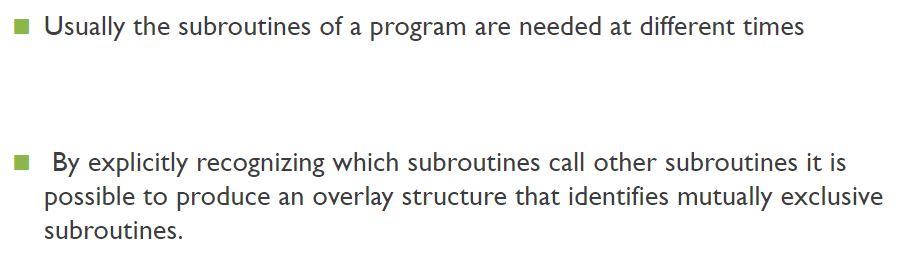 Usually the subroutines of a program are needed at different times
By explicitly recognizing which subroutines call other subroutines it is
possible to produce an overlay structure that identifies mutually exclusive
subroutines.